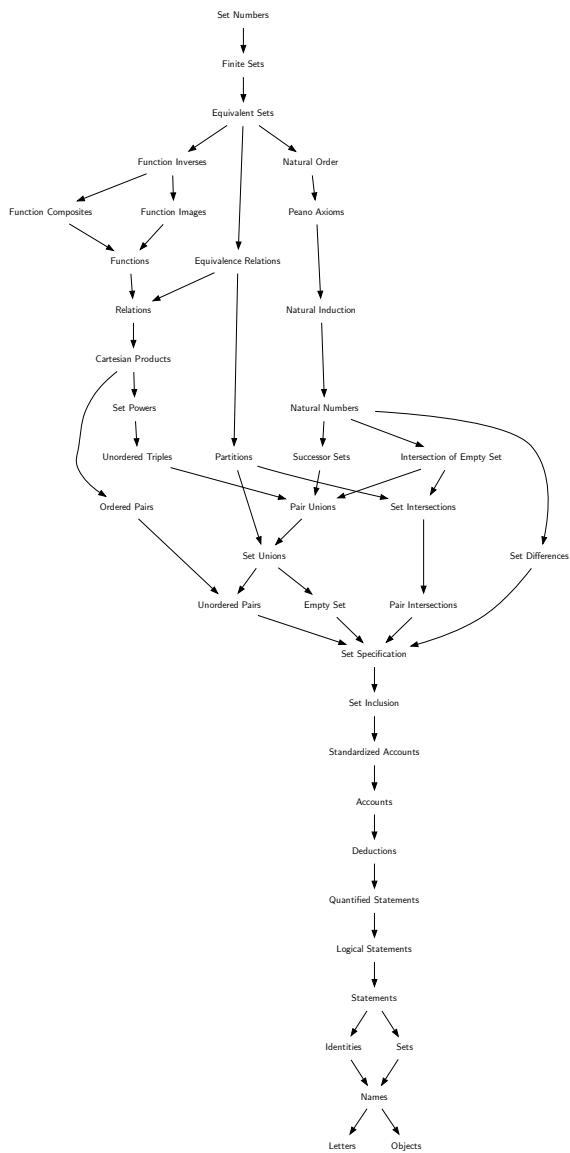 Set Numbers
Finite Sets
Equivalent Sets
Function Inverses
Natural Order
Function Composites
Function Images
Peano Axioms
Functions
Equivalence Relations
Relations
Natural Induction
Cartesian Products
Set Powers
Natural Numbers
Unordered Triples
Partitions
Successor Sets
Intersection of Empty Set
Ordered Pairs
Pair Unions
Set Intersections
Set Unions
Set Differences
Unordered Pairs
Empty Set
Pair Intersections
Set Specification
Set Inclusion
Standardized Accounts
Accounts
Deductions
Quantified Statements
Logical Statements
Statements
Identities
Sets
Names
Letters
Objects